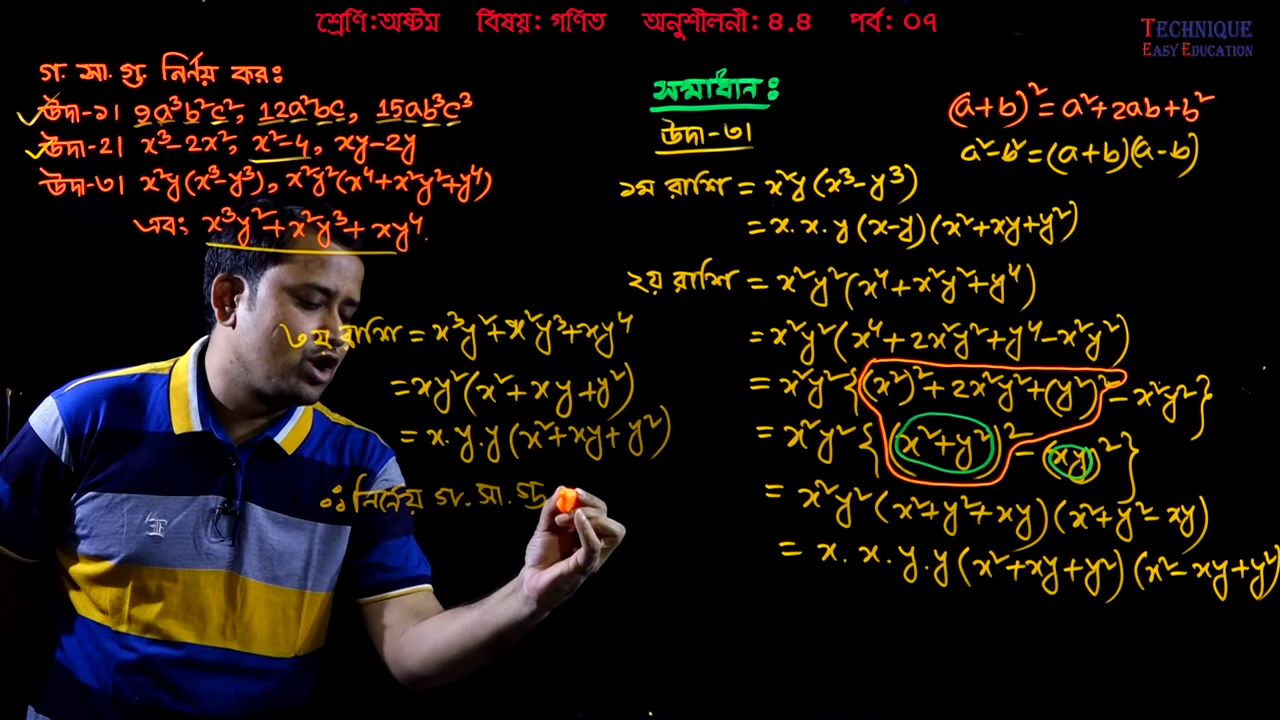 শ্রেণি:অষ্টম বিষয়: গণিত অনুশীলনী: ৪.৪ পর্ব: ০৭
TECHNIQUE
EASY EDUCATION
গ. সা. গু. নির্ণয় করঃ
উদা-১। 9a³b²c², 12a²bc, 15ab³c³
উদা-2। x³-2x², x²-4, xy-2y
উদা-৩। x²y(x³-y³), x²y²(x⁴+x²y²+y⁴)
এবং x³y²+x²y³+xy⁴.
সমাধান:
উদা-৩।
(a+b)²=a²+2ab+b²
a²-b²=(a+b)(a-b)
১ম রাশি = x²y(x³-y³)
= x.x.y(x-y)(x²+xy+y²)
২য় রাশি = x²y²(x⁴+x²y²+y⁴)
= x²y²(x⁴+2x²y²+y⁴-x²y²)
= x²y²{(x²)²+2x²y²+(y²)²-x²y²}
= x²y²{(x²+y²)²-(xy)²}
= x²y²(x²+y²+xy)(x²+y²-xy)
= x.x.y.y(x²+xy+y²)(x²-xy+y²)
৩য় রাশি = x³y²+x²y³+xy⁴
= xy²(x²+xy+y²)
= x.y.y(x²+xy+y²)
∴ নির্ণেয় গ. সা. গু